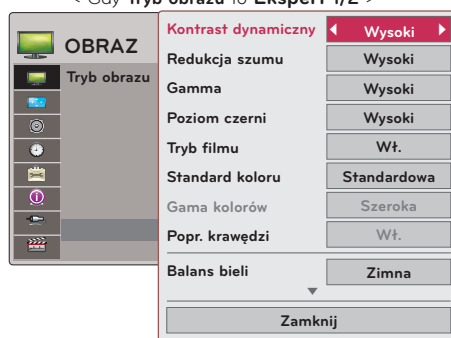 < Gdy Tryb obrazu to Ekspert 1/2 >
OBRAZ
Tryb obrazu
Kontrast dynamiczny Wysoki
Redukcja szumu Wysoki
Gamma Wysoki
Poziom czerni Wysoki
Tryb filmu Wł.
Standard koloru Standardowa
Gama kolorów Szeroka
Popr. krawędzi Wł.
Balans bieli Zimna
Zamknij